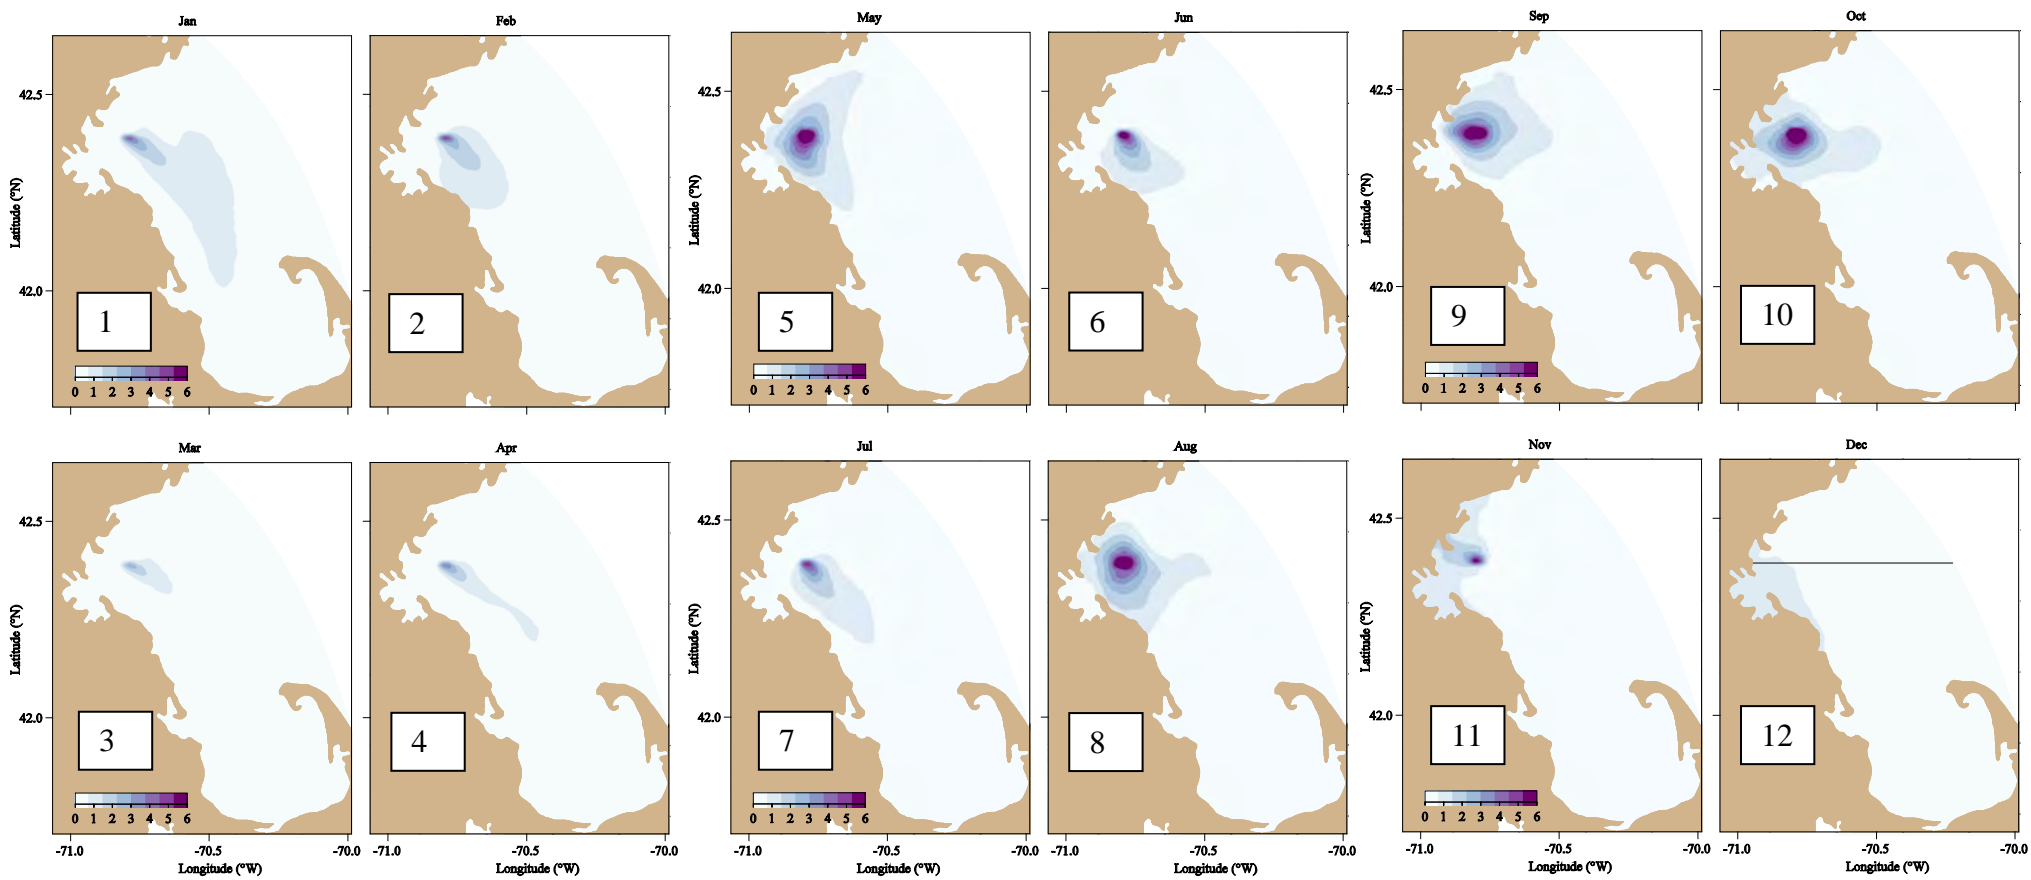 Jan Feb
42.5
42.0
Latitude (°N)
1 2
0 1 2 3 4 5 6
May Jun
42.5
42.0
Latitude (°N)
5 6
0 1 2 3 4 5 6
Sep Oct
42.5
42.0
Latitude (°N)
9 10
0 1 2 3 4 5 6
Mar Apr
42.5
42.0
Latitude (°N)
3 4
0 1 2 3 4 5 6
-71.0 -70.5 -70.0 -71.0 -70.5 -70.0
Longitude (°W) Longitude (°W)
Jul Aug
42.5
42.0
Latitude (°N)
7 8
0 1 2 3 4 5 6
-71.0 -70.5 -70.0 -71.0 -70.5 -70.0
Longitude (°W) Longitude (°W)
Nov Dec
42.5
42.0
Latitude (°N)
11 12
0 1 2 3 4 5 6
-71.0 -70.5 -70.0 -71.0 -70.5 -70.0
Longitude (°W) Longitude (°W)